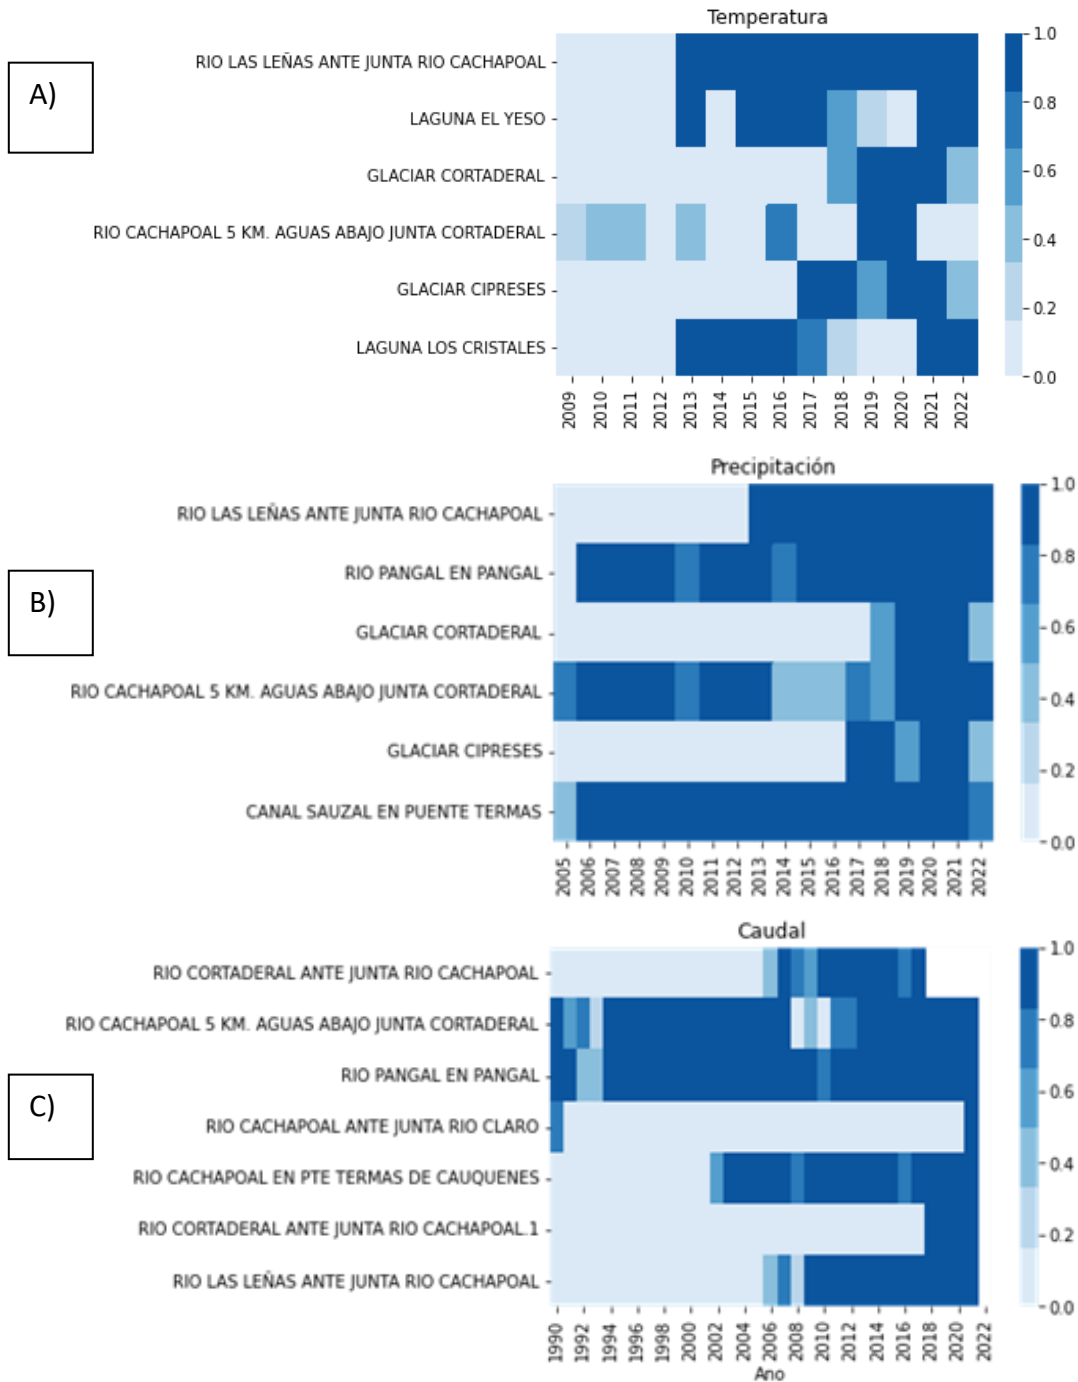 A)
Temperatura
RIO LAS LEÑAS ANTE JUNTA RIO CACHAPOAL
LAGUNA EL YESO
GLACIAR CORTADERAL
RIO CACHAPOAL 5 KM. AGUAS ABAJO JUNTA CORTADERAL
GLACIAR CIPRESES
LAGUNA LOS CRISTALES
1.0
0.8
0.6
0.4
0.2
0.0
2009 2010 2011 2012 2013 2014 2015 2016 2017 2018 2019 2020 2021 2022
B)
Precipitación
RIO LAS LEÑAS ANTE JUNTA RIO CACHAPOAL
RIO PANGAL EN PANGAL
GLACIAR CORTADERAL
RIO CACHAPOAL 5 KM. AGUAS ABAJO JUNTA CORTADERAL
GLACIAR CIPRESES
CANAL SAUZAL EN PUENTE TERMAS
1.0
0.8
0.6
0.4
0.2
0.0
2005 2006 2007 2008 2009 2010 2011 2012 2013 2014 2015 2016 2017 2018 2019 2020 2021 2022
C)
Caudal
RIO CORTADERAL ANTE JUNTA RIO CACHAPOAL
RIO CACHAPOAL 5 KM. AGUAS ABAJO JUNTA CORTADERAL
RIO PANGAL EN PANGAL
RIO CACHAPOAL ANTE JUNTA RIO CLARO
RIO CACHAPOAL EN PTE TERMAS DE CAUQUENES
RIO CORTADERAL ANTE JUNTA RIO CACHAPOAL.1
RIO LAS LEÑAS ANTE JUNTA RIO CACHAPOAL
1.0
0.8
0.6
0.4
0.2
0.0
1990 1992 1994 1996 1998 2000 2002 2004 2006 2008 2010 2012 2014 2016 2018 2020 2022
Ano